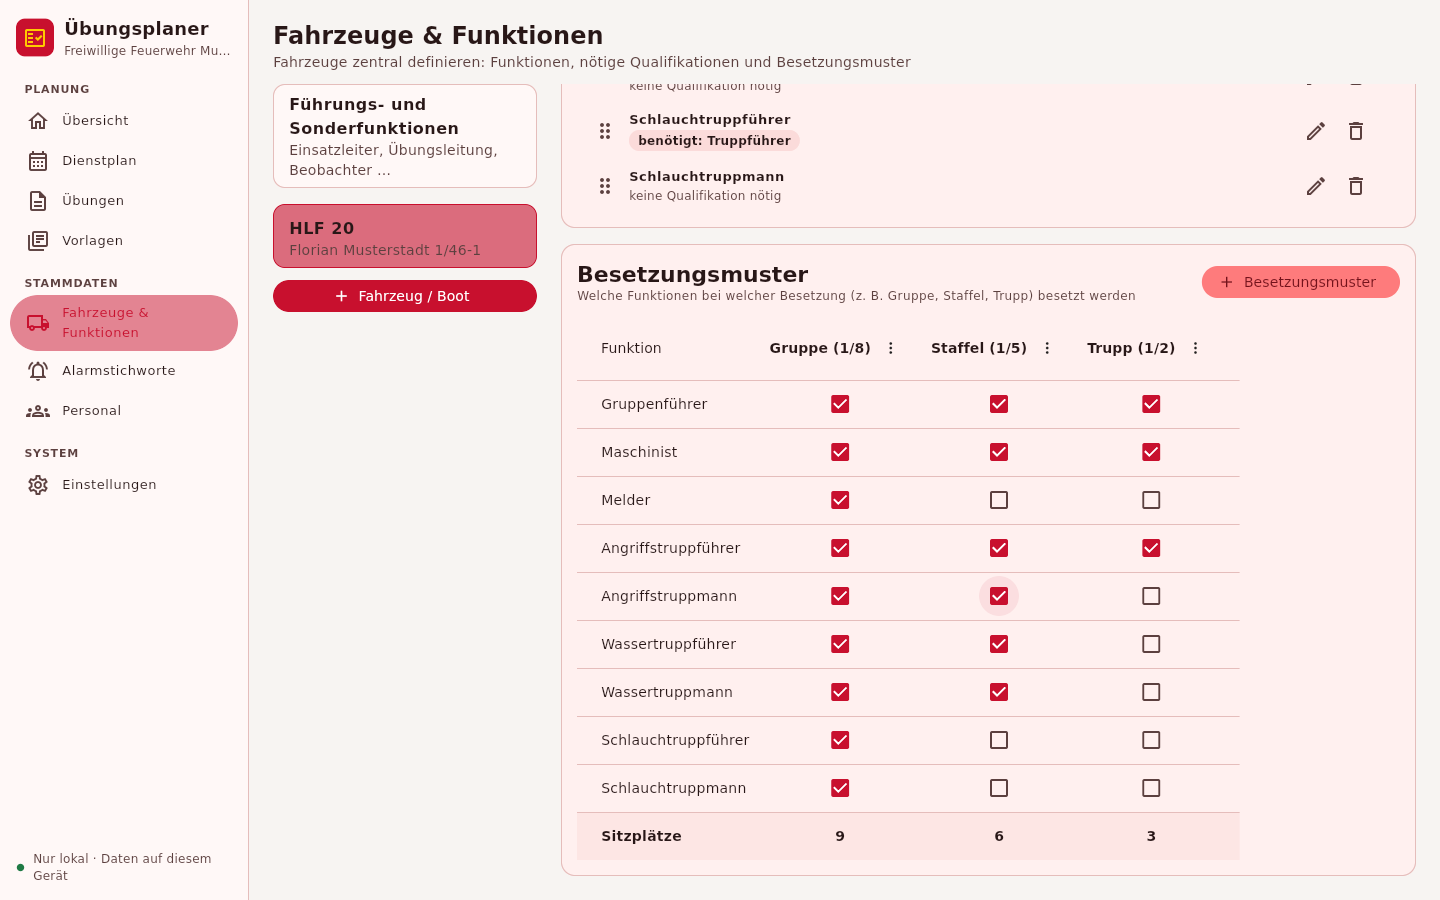 Übungsplaner
Freiwillige Feuerwehr Mu...
PLANUNG
Übersicht
Dienstplan
Übungen
Vorlagen
STAMMDATEN
Fahrzeuge &
Funktionen
Alarmstichworte
Personal
SYSTEM
Einstellungen
Nur lokal · Daten auf diesem
Gerät
Fahrzeuge & Funktionen
Fahrzeuge zentral definieren: Funktionen, nötige Qualifikationen und Besetzungsmuster
Führungs- und
Sonderfunktionen
Einsatzleiter, Übungsleitung,
Beobachter ...
HLF 20
Florian Musterstadt 1/46-1
Fahrzeug / Boot
keine Qualifikation nötig
Schlauchtruppführer
benötigt: Truppführer
Schlauchtruppmann
keine Qualifikation nötig
Besetzungsmuster
Welche Funktionen bei welcher Besetzung (z. B. Gruppe, Staffel, Trupp) besetzt werden
Besetzungsmuster
Funktion Gruppe (1/8) Staffel (1/5) Trupp (1/2)
Gruppenführer
Maschinist
Melder
Angriffstruppführer
Angriffstruppmann
Wassertruppführer
Wassertruppmann
Schlauchtruppführer
Schlauchtruppmann
Sitzplätze 9 6 3